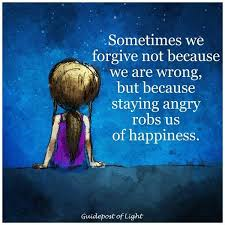 Sometimes we
forgive not because
we are wrong,
but because
staying angry
robs us
of happiness.
Guidepost of Light